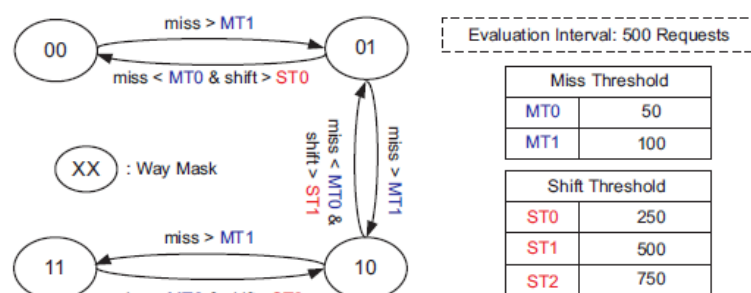 miss > MT1
00
01
miss < MT0 & shift > ST0
miss < MT0 &
shift > ST1
miss > MT1
XX : Way Mask
miss > MT1
11
10
Evaluation Interval: 500 Requests
Miss Threshold
MT0 50
MT1 100
Shift Threshold
ST0 250
ST1 500
ST2 750